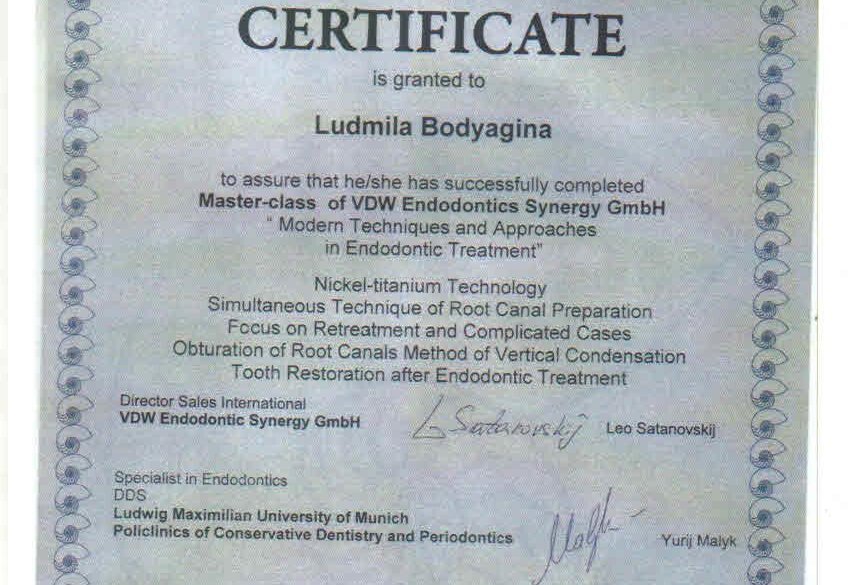 CERTIFICATE
is granted to
Ludmila Bodyagina
to assure that he/she has successfully completed
Master-class of VDW Endodontics Synergy GmbH
“ Modern Techniques and Approaches
in Endodontic Treatment”
Nickel-titanium Technology
Simultaneous Technique of Root Canal Preparation
Focus on Retreatment and Complicated Cases
Obturation of Root Canals Method of Vertical Condensation
Tooth Restoration after Endodontic Treatment
Director Sales International
VDW Endodontic Synergy GmbH
L Satanovskij
Leo Satanovskij
Specialist in Endodontics
DDS
Ludwig Maximilian University of Munich
Policlinics of Conservative Dentistry and Periodontics
Malyk
Yurij Malyk